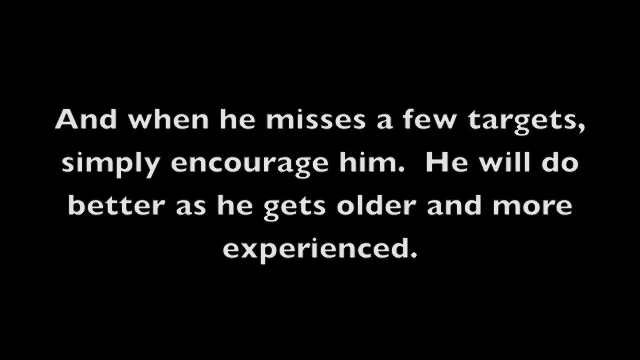 And when he misses a few targets,
simply encourage him.  He will do
better as he gets older and more
experienced.